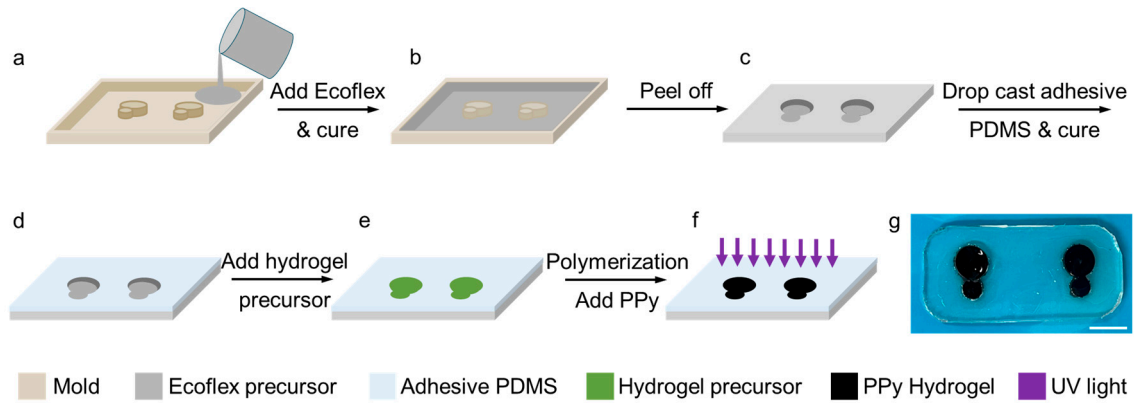 a
b
c
Add Ecoflex
& cure
Peel off
Drop cast adhesive
PDMS & cure
d
e
f
g
Add hydrogel
precursor
Polymerization
Add PPy
Mold
Ecoflex precursor
Adhesive PDMS
Hydrogel precursor
PPy Hydrogel
UV light